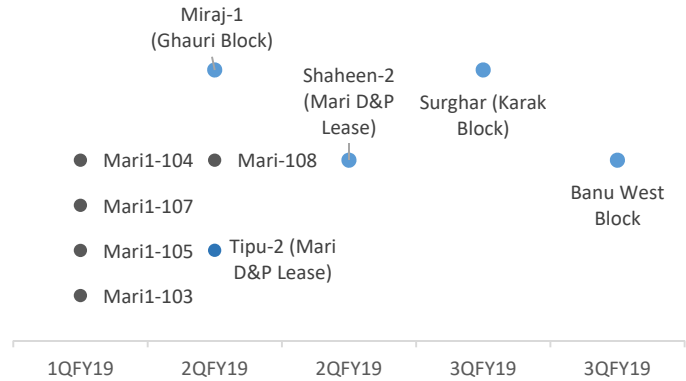 Miraj-1
(Ghauri Block)
Shaheen-2
(Mari D&P
Lease)
Surghar (Karak
Block)
Mari1-104
Mari-108
Banu West
Block
Mari1-107
Mari1-105
Tipu-2 (Mari
D&P Lease)
Mari1-103
1QFY19
2QFY19
2QFY19
3QFY19
3QFY19